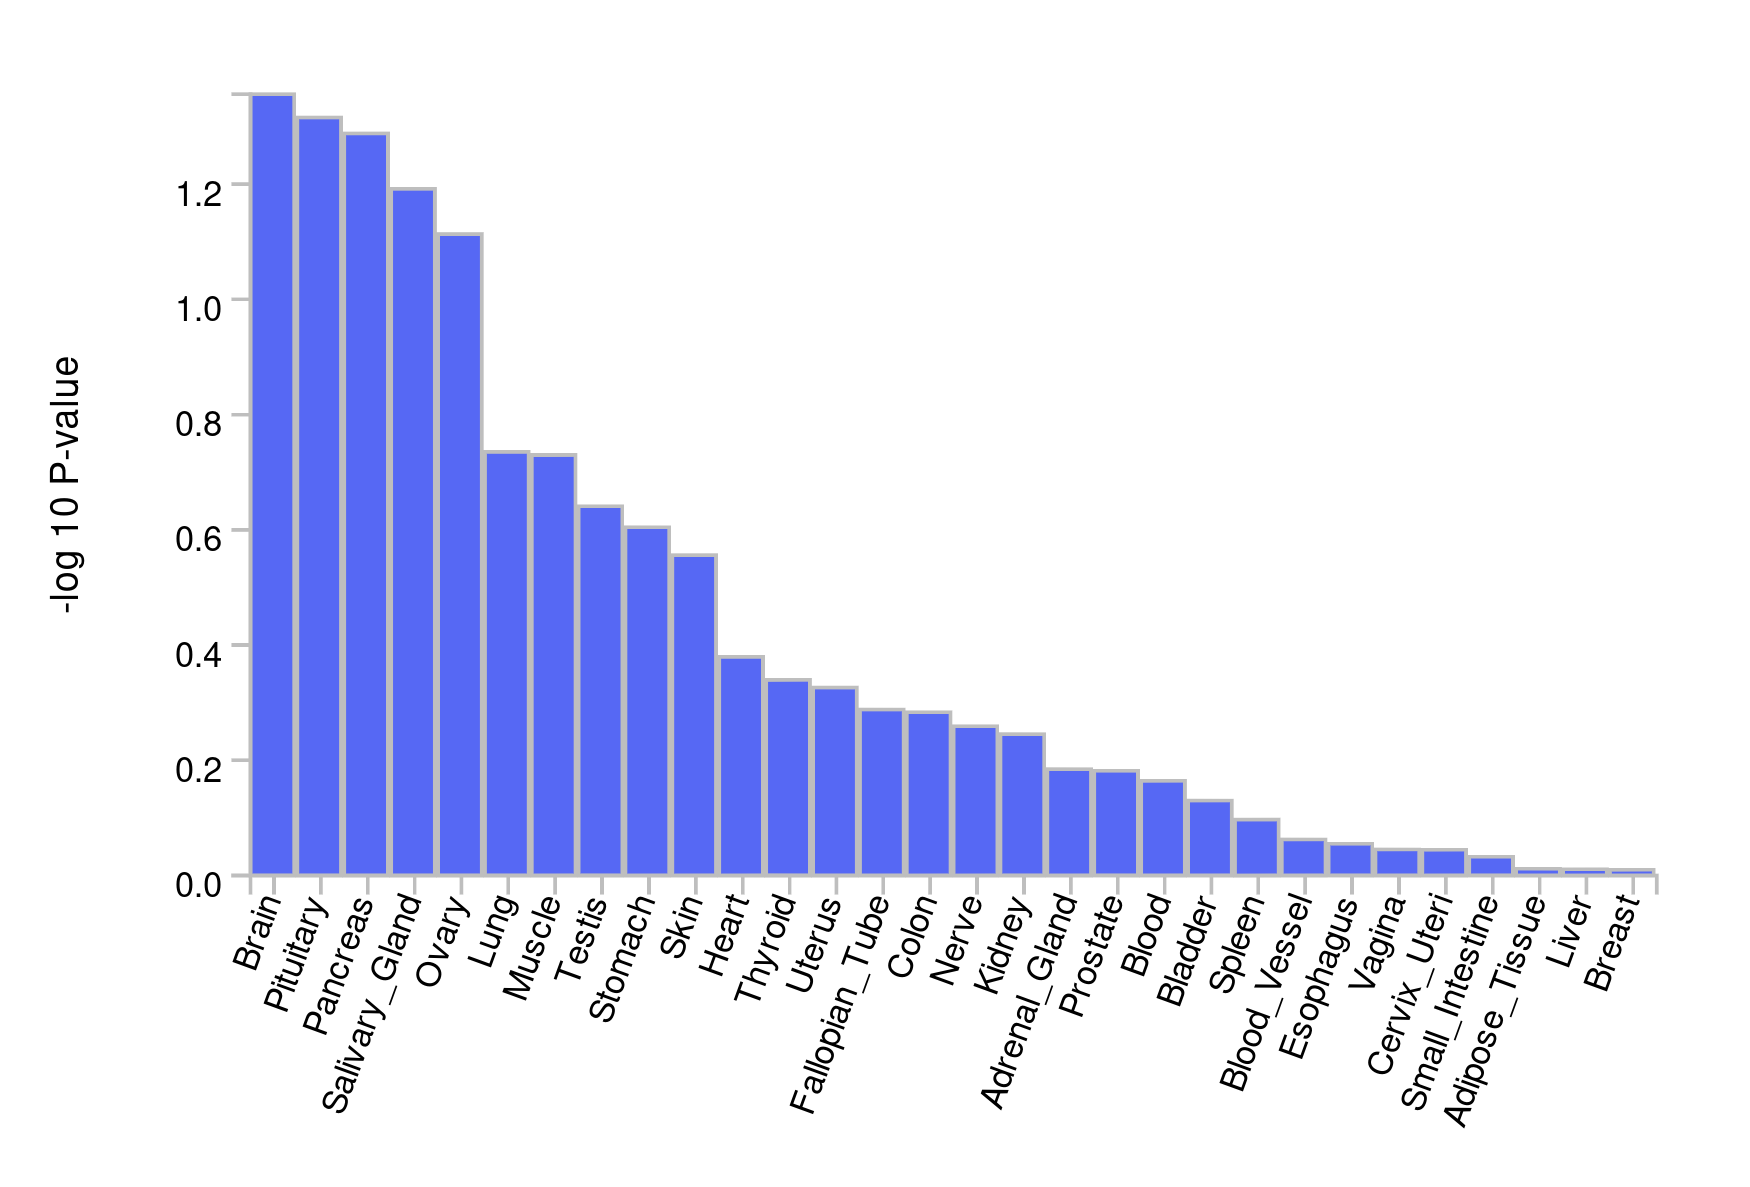 -log 10 P-value
1.2
1.0
0.8
0.6
0.4
0.2
0.0
Brain
Pituitary
Pancreas
Salivary_Gland
Ovary
Lung
Muscle
Testis
Stomach
Skin
Heart
Thyroid
Uterus
Fallopian_Tube
Colon
Nerve
Kidney
Adrenal_Gland
Prostate
Blood
Bladder
Spleen
Blood_Vessel
Esophagus
Vagina
Cervix_Uteri
Small_Intestine
Adipose_Tissue
Liver
Breast